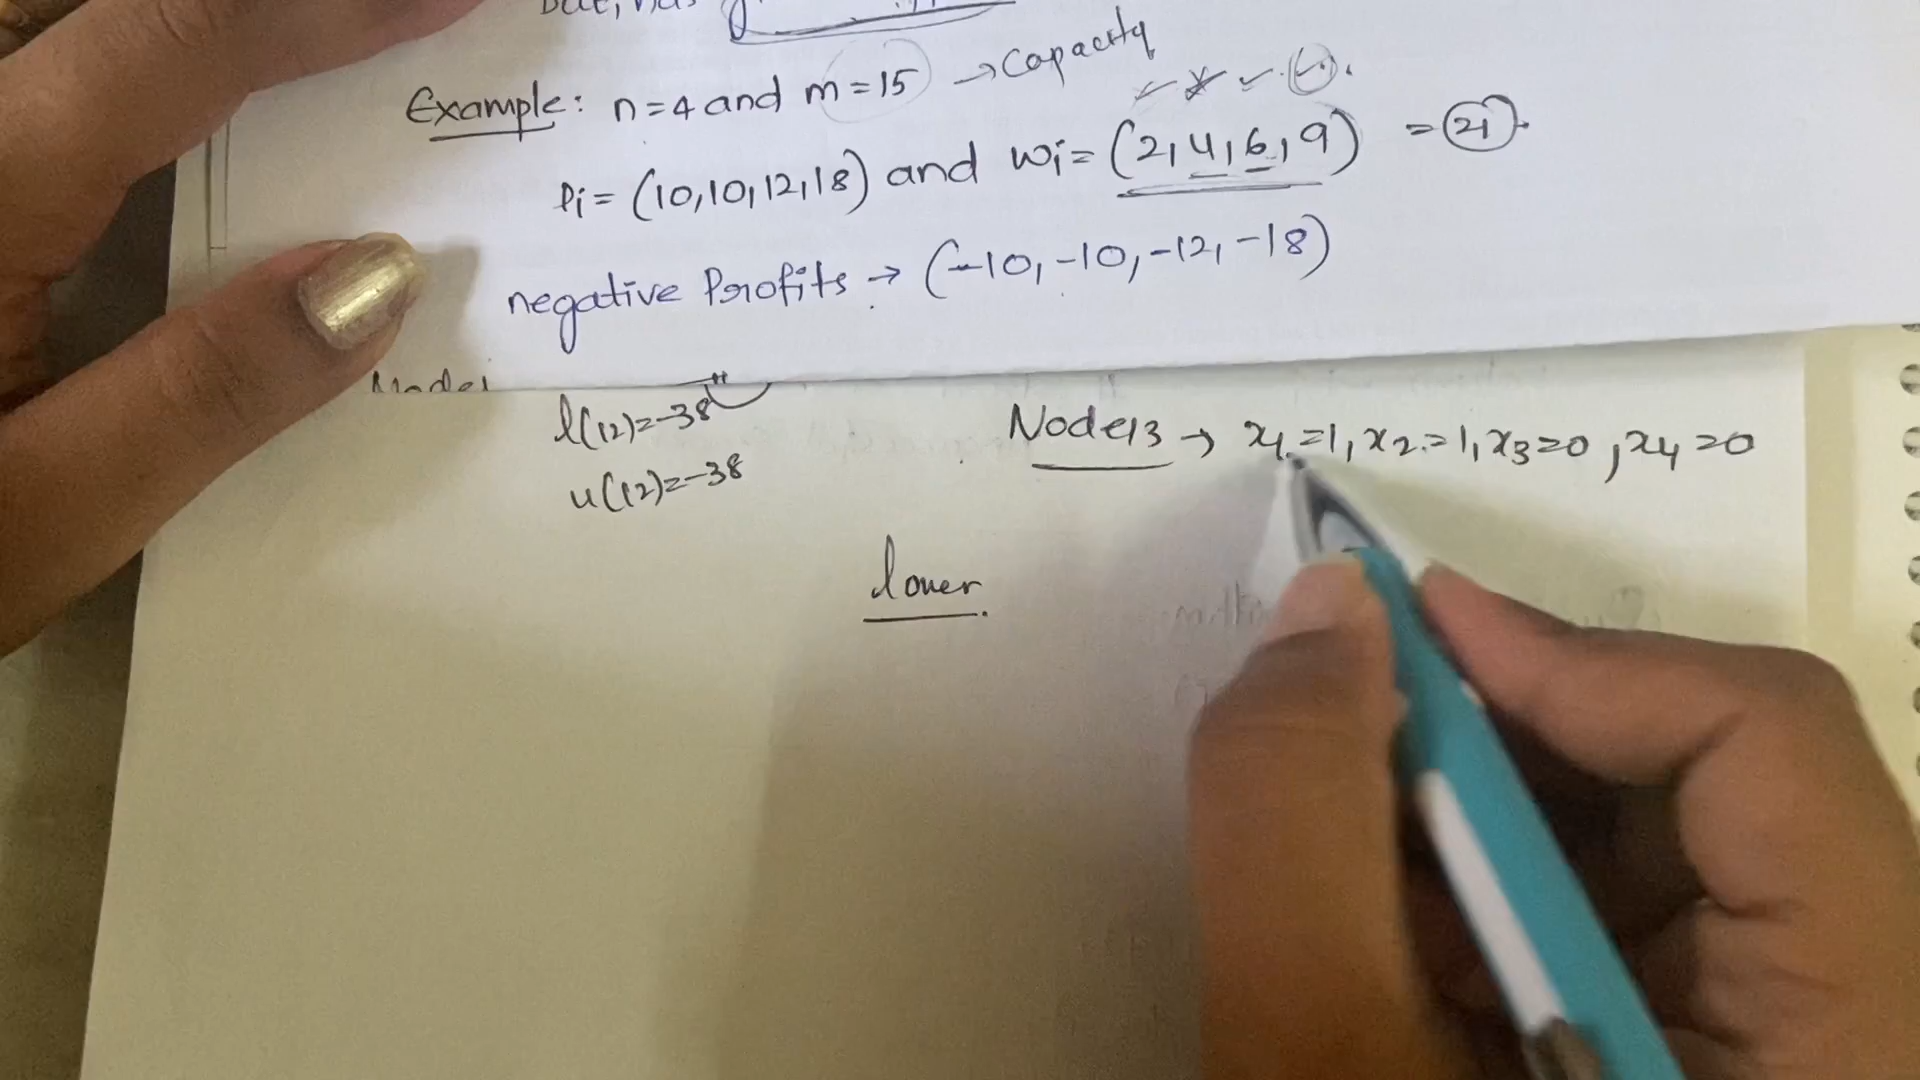 Example: n=4 and m=15 → Capacity
Pi = (10,10,12,18) and wi= (2,4,6,9) = 21.
negative Profits → (-10, -10, -12, -18)
l(12)=-38
u(12)=-38
Node13 → x1=1, x2=1, x3=0, x4=0
lower